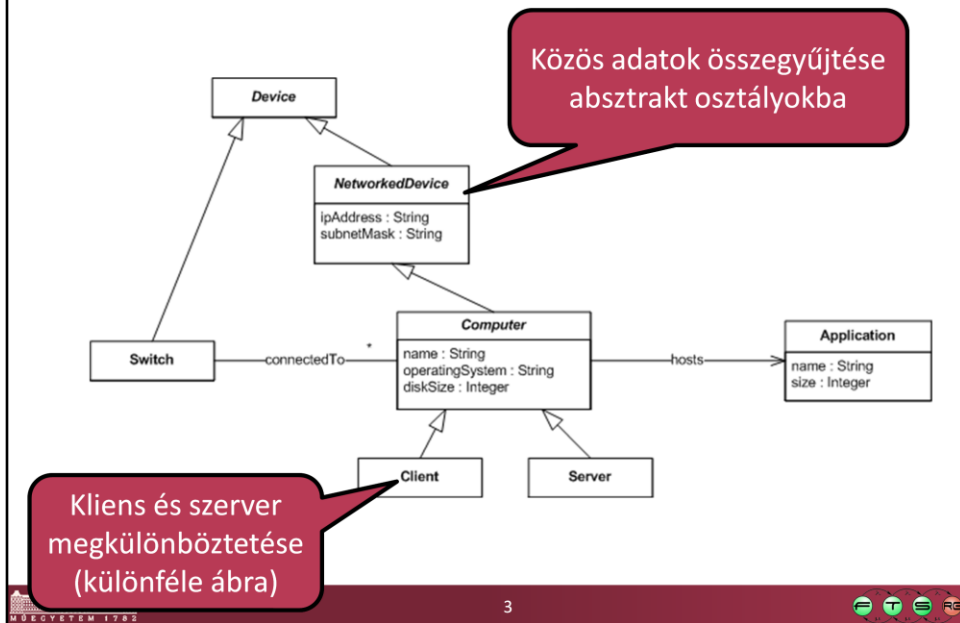 Közös adatok összegyűjtése
absztrakt osztályokba
Device
NetworkedDevice
ipAddress : String
subnetMask : String
Switch
connectedTo
*
Computer
name : String
operatingSystem : String
diskSize : Integer
hosts
Application
name : String
size : Integer
Client
Server
Kliens és szerver
megkülönböztetése
(különféle ábra)
MŰEGYETEM 1782
3
F T S RG